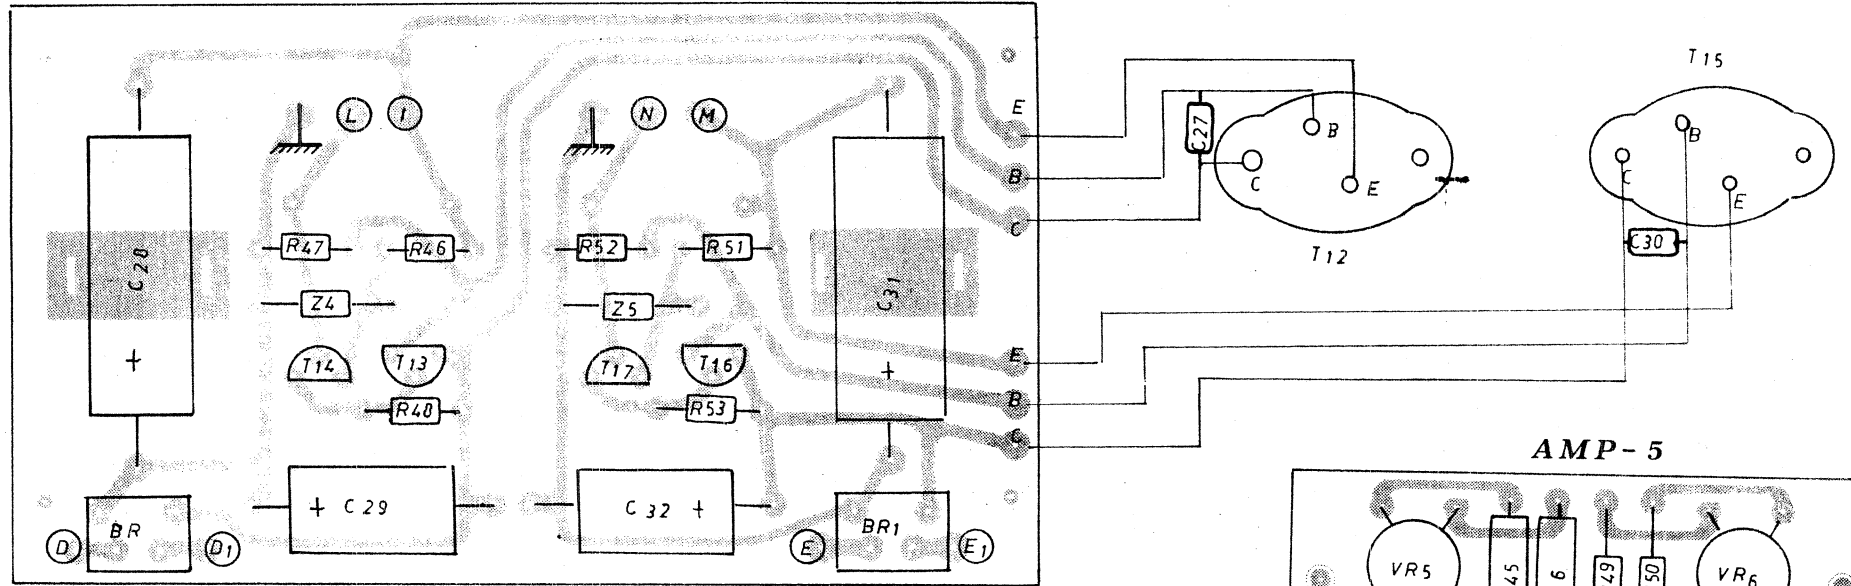 T15
L I N M
E
B
C
C27
B
C
E
T12
B
C
E
C30
R47 R46 R52 R51
C28
C31
Z4 Z5
T14 T13 T17 T16
+
+
E
B
C
R48 R53
AMP-5
+ C29
C32 +
D BR D1
E BR1 E1
VR5 45 6 49 50 VR6